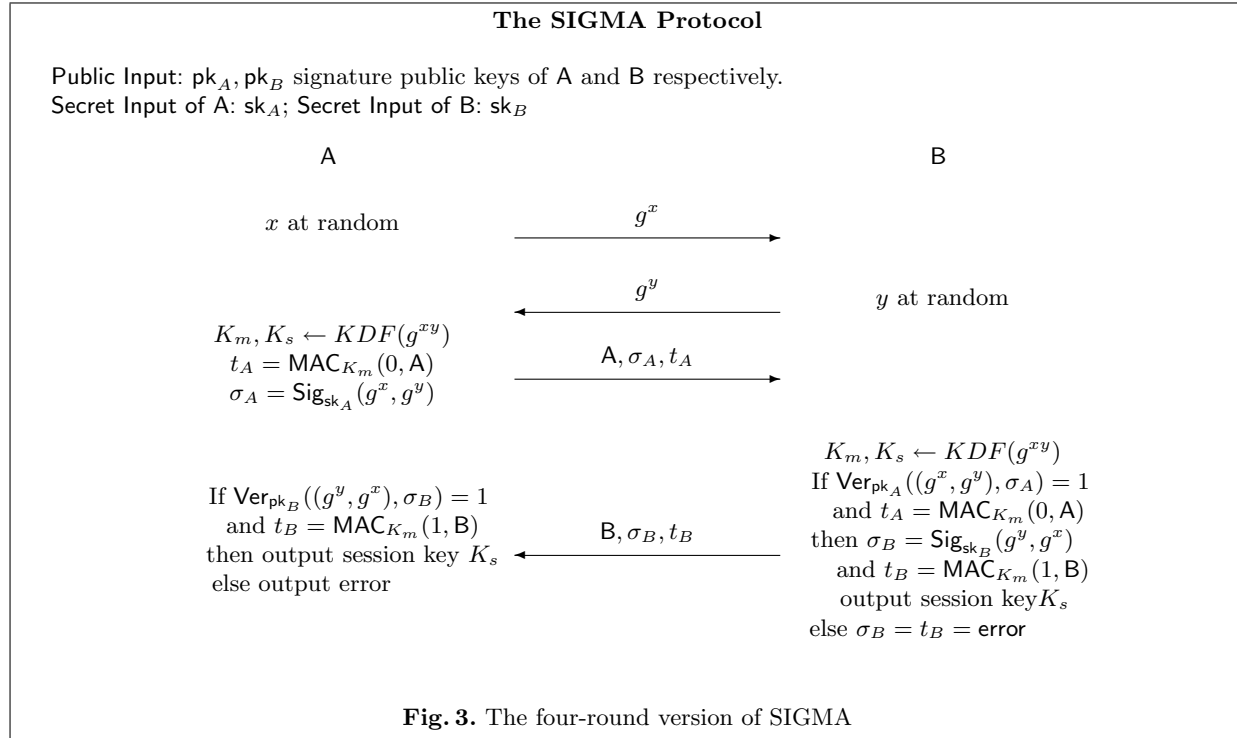 The SIGMA Protocol
Public Input: pk_A, pk_B signature public keys of A and B respectively.
Secret Input of A: sk_A; Secret Input of B: sk_B
A B
x at random
g^x
g^y
y at random
K_m, K_s ← KDF(g^{xy})
t_A = MAC_{K_m}(0, A)
σ_A = Sig_{sk_A}(g^x, g^y)
A, σ_A, t_A
K_m, K_s ← KDF(g^{xy})
If Ver_{pk_A}((g^x, g^y), σ_A) = 1
and t_A = MAC_{K_m}(0, A)
then σ_B = Sig_{sk_B}(g^y, g^x)
and t_B = MAC_{K_m}(1, B)
output session keyK_s
else σ_B = t_B = error
B, σ_B, t_B
If Ver_{pk_B}((g^y, g^x), σ_B) = 1
and t_B = MAC_{K_m}(1, B)
then output session key K_s
else output error
Fig. 3. The four-round version of SIGMA